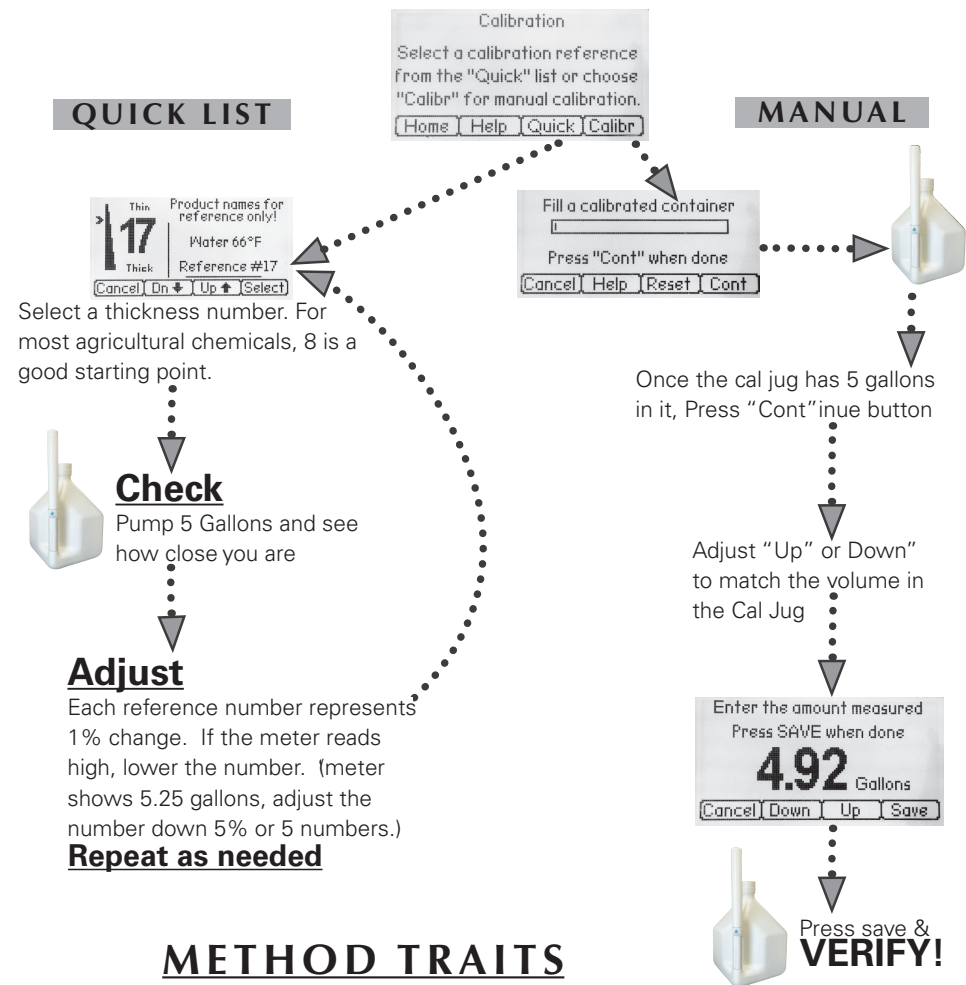 Calibration
Select a calibration reference
from the "Quick" list or choose
"Calibr" for manual calibration.
Home Help Quick Calibr
QUICK LIST
Thin
17
Thick
Product names for
reference only!
Water 66°F
Reference #17
Cancel Dn Up Select
Select a thickness number. For
most agricultural chemicals, 8 is a
good starting point.
Check
Pump 5 Gallons and see
how close you are
Adjust
Each reference number represents
1% change. If the meter reads
high, lower the number. (meter
shows 5.25 gallons, adjust the
number down 5% or 5 numbers.)
Repeat as needed
MANUAL
Fill a calibrated container
Press "Cont" when done
Cancel Help Reset Cont
Once the cal jug has 5 gallons
in it, Press “Cont”inue button
Adjust “Up” or Down”
to match the volume in
the Cal Jug
Enter the amount measured
Press SAVE when done
4.92 Gallons
Cancel Down Up Save
Press save &
VERIFY!
METHOD TRAITS